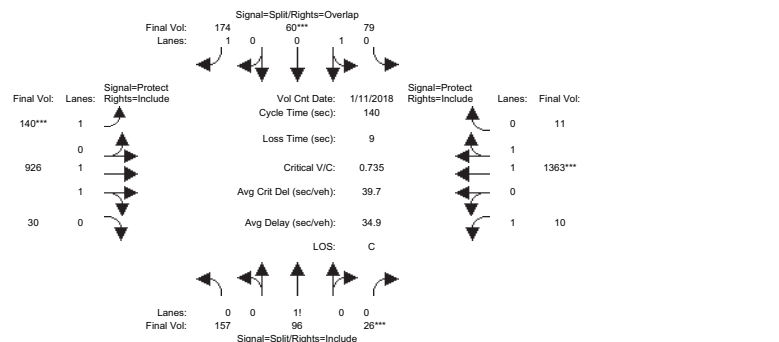 Signal=Split/Rights=Overlap
Final Vol: 174 60*** 79
Lanes: 1 0 0 1 0
Signal=Protect Signal=Protect
Final Vol: Lanes: Rights=Include Vol Cnt Date: 1/11/2018 Rights=Include Lanes: Final Vol:
Cycle Time (sec): 140
140*** 1 0 11
Loss Time (sec): 9
0 1
926 1 Critical V/C: 0.735 1 1363***
1 Avg Crit Del (sec/veh): 39.7 0
30 0 Avg Delay (sec/veh): 34.9 1 10
LOS: C
Lanes: 0 0 1! 0 0
Final Vol: 157 96 26***
Signal=Split/Rights=Include